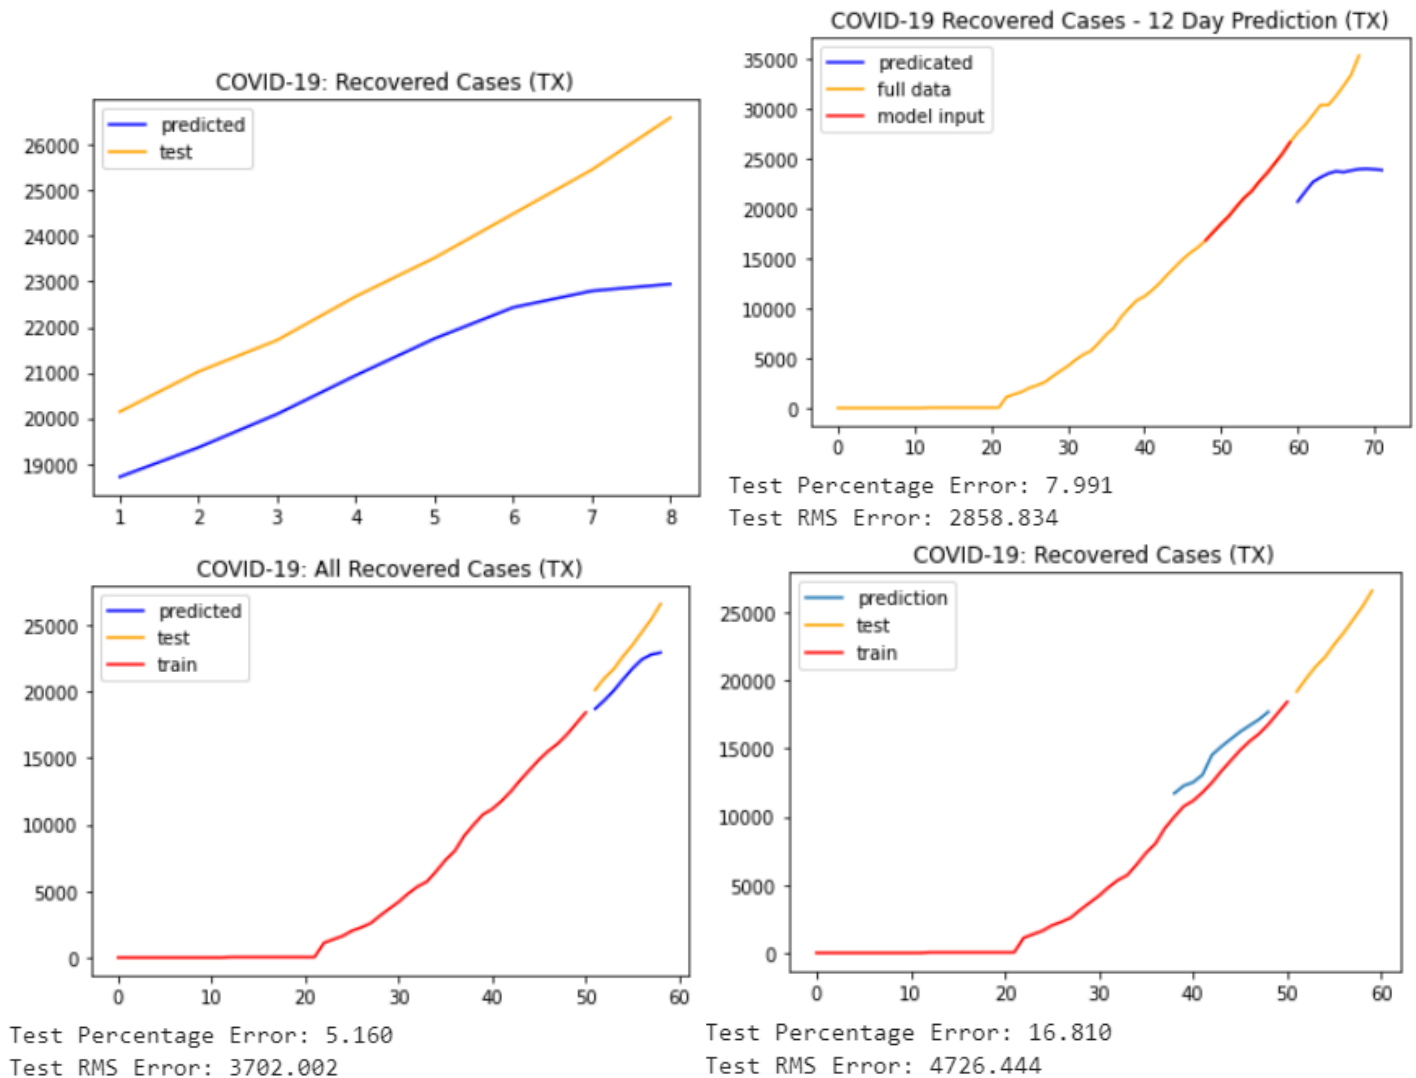 COVID-19: Recovered Cases (TX)
predicted
test
26000
25000
24000
23000
22000
21000
20000
19000
1 2 3 4 5 6 7 8
COVID-19 Recovered Cases - 12 Day Prediction (TX)
predicated
full data
model input
35000
30000
25000
20000
15000
10000
5000
0
0 10 20 30 40 50 60 70
Test Percentage Error: 7.991
Test RMS Error: 2858.834
COVID-19: All Recovered Cases (TX)
predicted
test
train
25000
20000
15000
10000
5000
0
0 10 20 30 40 50 60
Test Percentage Error: 5.160
Test RMS Error: 3702.002
COVID-19: Recovered Cases (TX)
prediction
test
train
25000
20000
15000
10000
5000
0
0 10 20 30 40 50 60
Test Percentage Error: 16.810
Test RMS Error: 4726.444